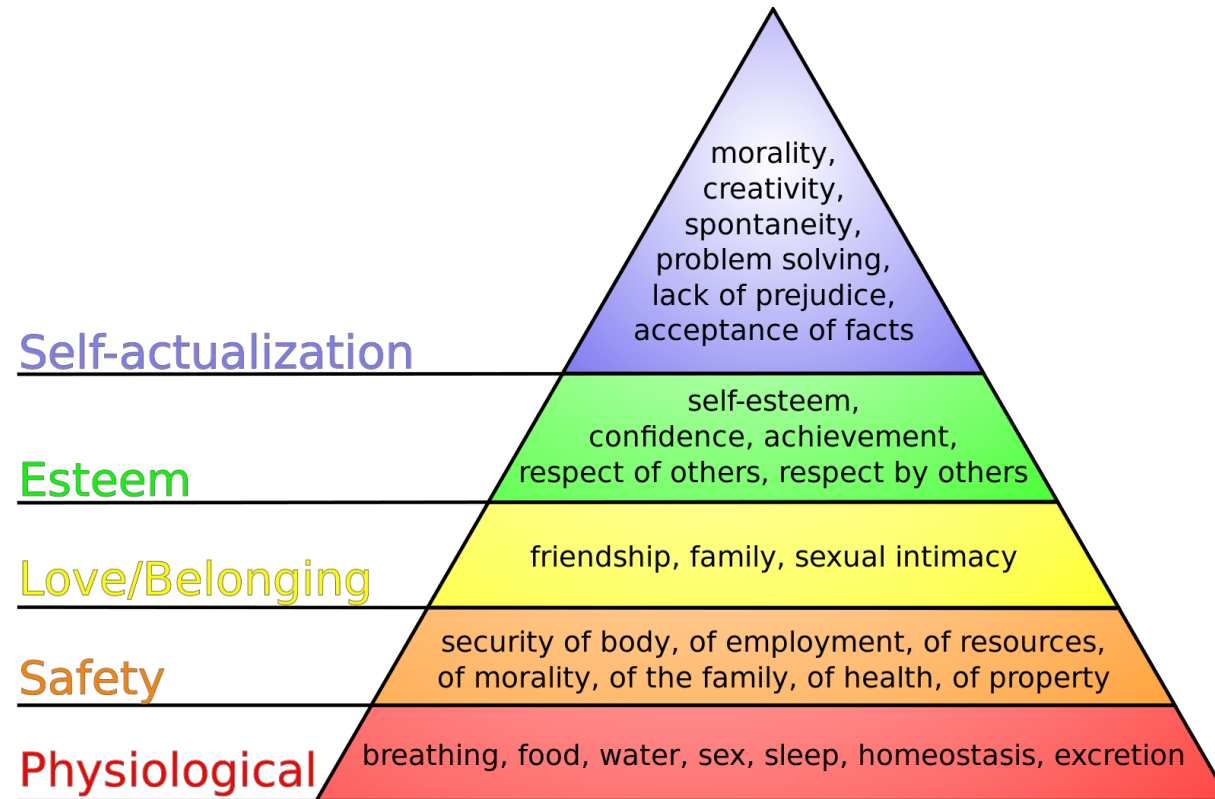 morality,
creativity,
spontaneity,
problem solving,
lack of prejudice,
acceptance of facts
Self-actualization
self-esteem,
confidence, achievement,
respect of others, respect by others
Esteem
friendship, family, sexual intimacy
Love/Belonging
security of body, of employment, of resources,
of morality, of the family, of health, of property
Safety
breathing, food, water, sex, sleep, homeostasis, excretion
Physiological